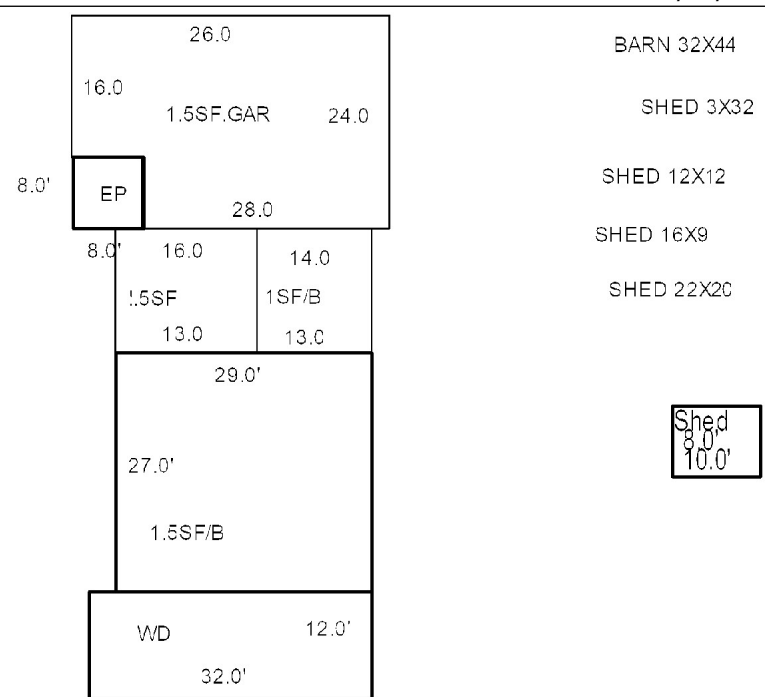 26.0
BARN 32X44
16.0
1.5SF.GAR
24.0
SHED 3X32
8.0'
EP
SHED 12X12
28.0
8.0'
16.0
14.0
SHED 16X9
!.5SF
1SF/B
SHED 22X20
13.0
13.0
29.0'
Shed
8.0'
10.0'
27.0'
1.5SF/B
WD
12.0'
32.0'